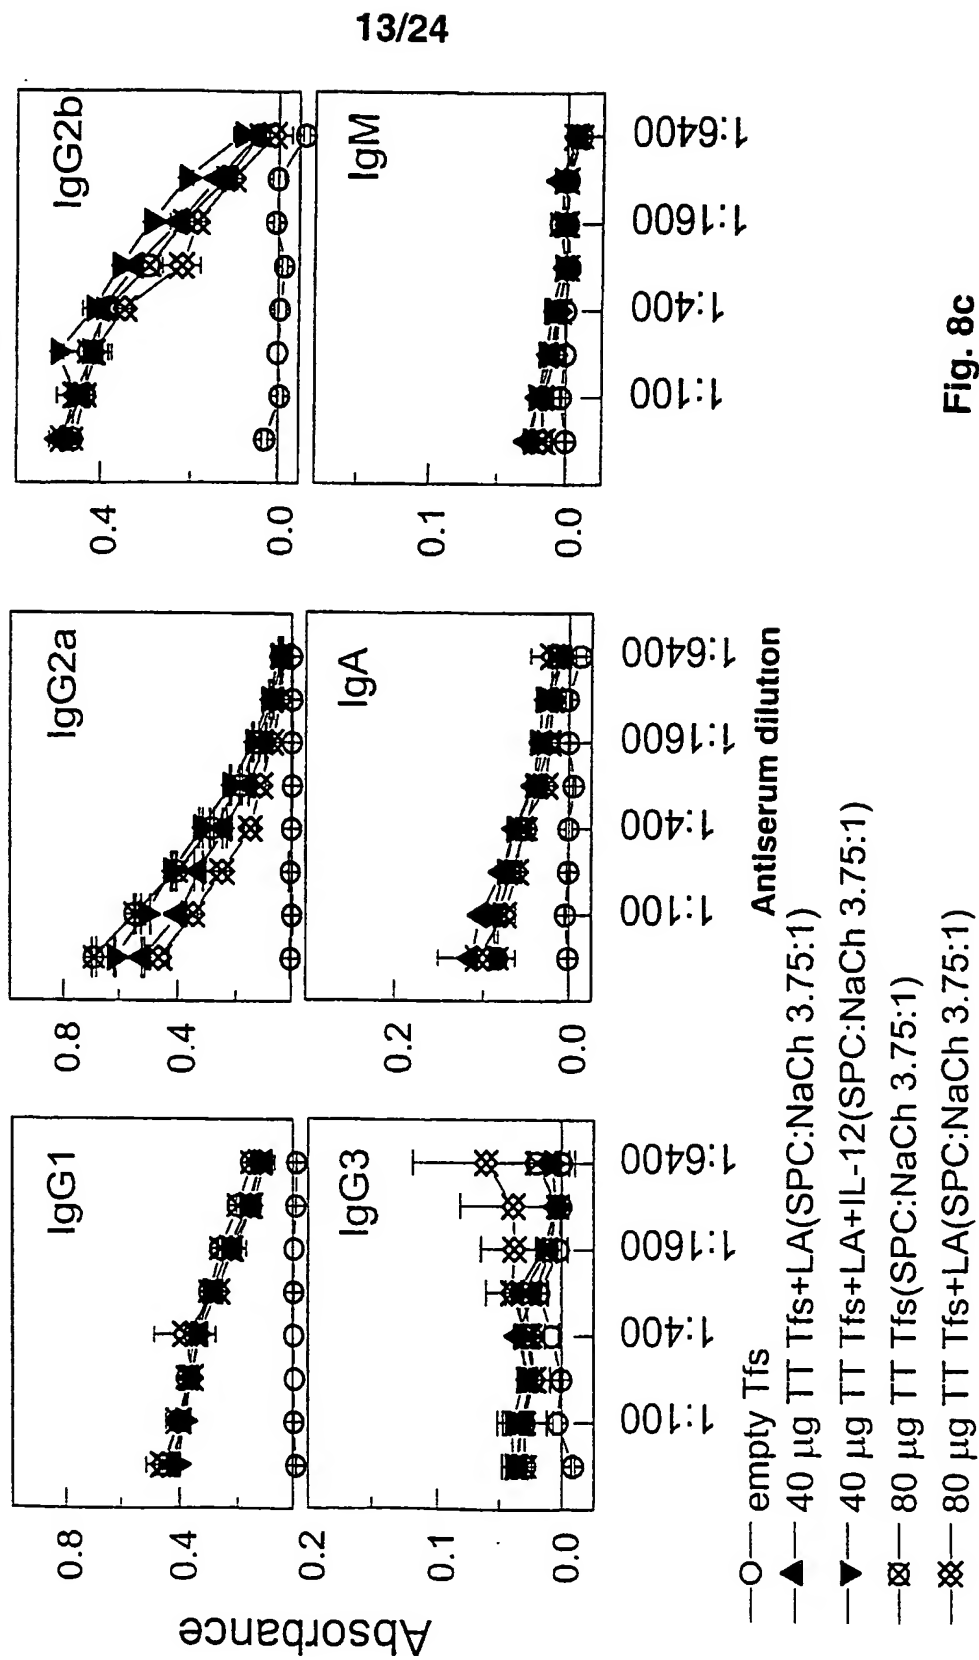 13/24
IgG1
IgG2a
IgG2b
0.8
0.4
0.8
0.4
0.4
0.0
IgG3
IgA
IgM
0.2
0.0
0.2
0.0
0.1
0.0
Absorbance
1:100
1:400
1:1600
1:6400
1:100
1:400
1:1600
1:6400
1:100
1:400
1:1600
1:6400
Antiserum dilution
empty Tfs
40 µg TT Tfs+LA(SPC:NaCh 3.75:1)
40 µg TT Tfs+LA+IL-12(SPC:NaCh 3.75:1)
80 µg TT Tfs(SPC:NaCh 3.75:1)
80 µg TT Tfs+LA(SPC:NaCh 3.75:1)
Fig. 8c